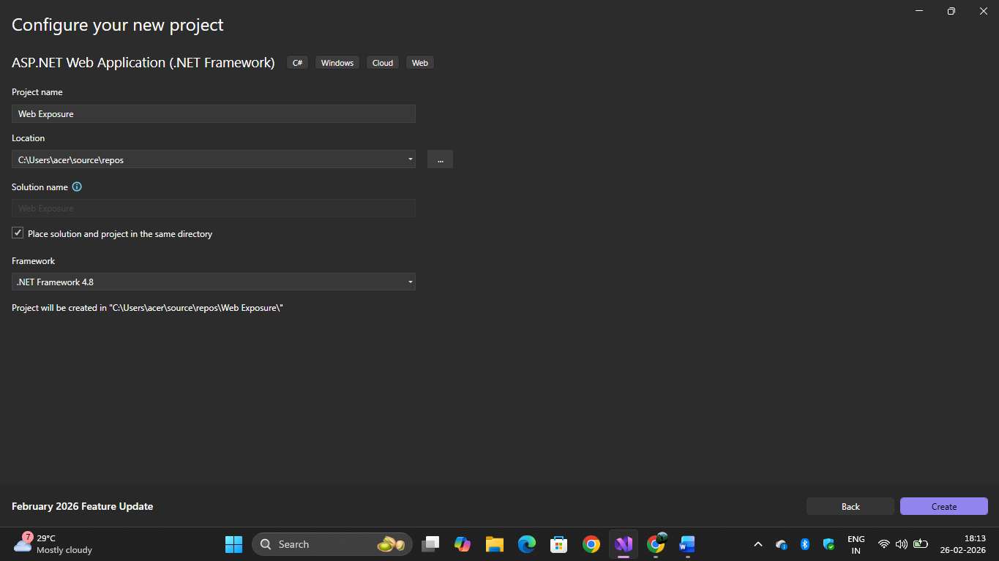 Configure your new project
ASP.NET Web Application (.NET Framework) C# Windows Cloud Web
Project name
Web Exposure
Location
C:\Users\acer\source\repos
...
Solution name
Web Exposure
Place solution and project in the same directory
Framework
.NET Framework 4.8
Project will be created in "C:\Users\acer\source\repos\Web Exposure\"
February 2026 Feature Update
Back
Create
7
29°C
Mostly cloudy
Search
ENG
IN
18:13
26-02-2026